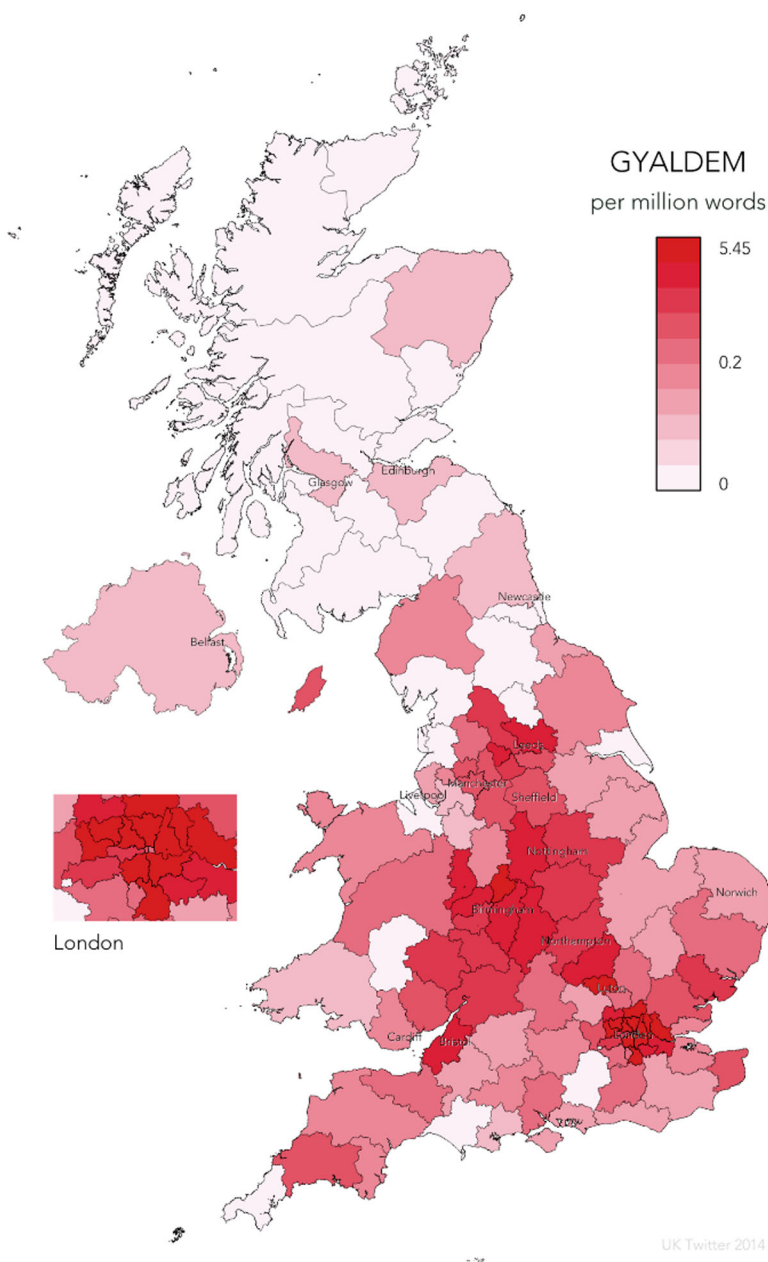 GYALDEM
per million words
5.45
0.2
0
Edinburgh
Glasgow
Newcastle
Belfast
Leeds
Manchester
Liverpool
Sheffield
Nottingham
Norwich
Birmingham
Northampton
London
Luton
London
Cardiff
Bristol
UK Twitter 2014